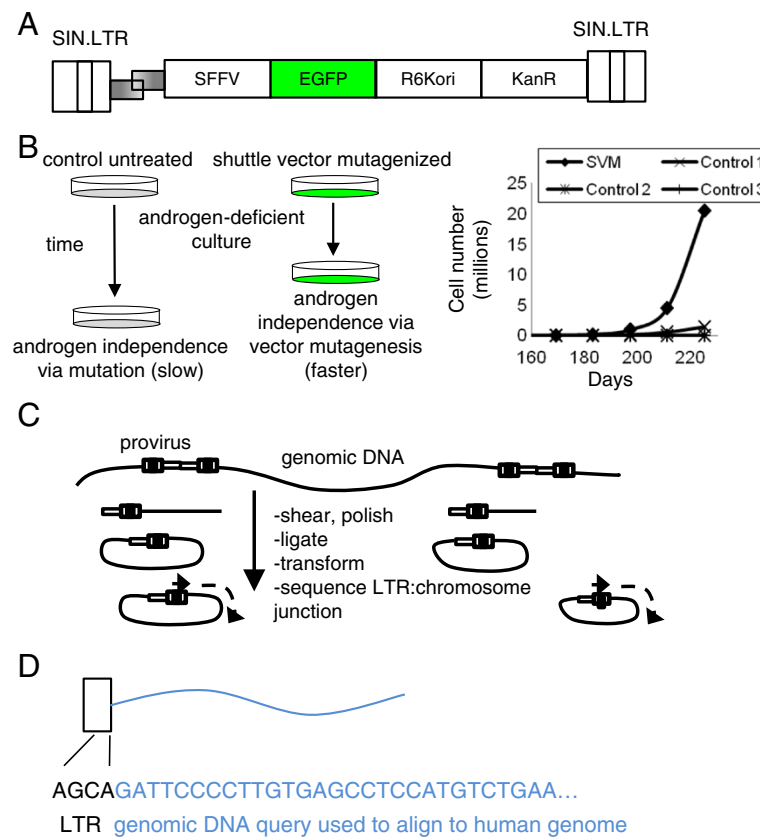 A
SIN.LTR
SIN.LTR
SFFV EGFP R6Kori KanR
B
control untreated
shuttle vector mutagenized
time
androgen-deficient
culture
androgen independence
via mutation (slow)
androgen
independence via
vector mutagenesis
(faster)
SVM
Control 1
Control 2
Control 3
Cell number
(millions)
25
20
15
10
5
0
160 180 200 220
Days
C
provirus
genomic DNA
-shear, polish
-ligate
-transform
-sequence LTR:chromosome
junction
D
AGCAGATTCCCCTTGTGAGCCTCCATGTCTGAA...
LTR genomic DNA query used to align to human genome